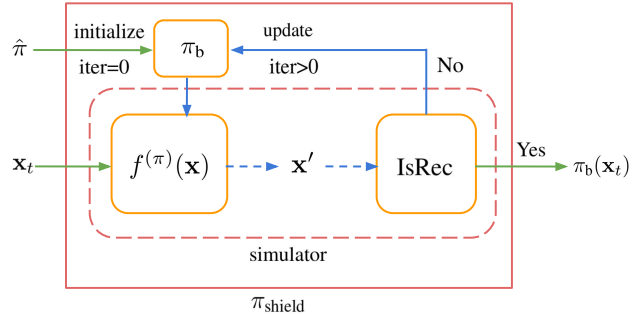 π̂ initialize π_b update
iter=0 iter>0 No
x_t f^(π)(x) x′ IsRec Yes π_b(x_t)
simulator
π_shield